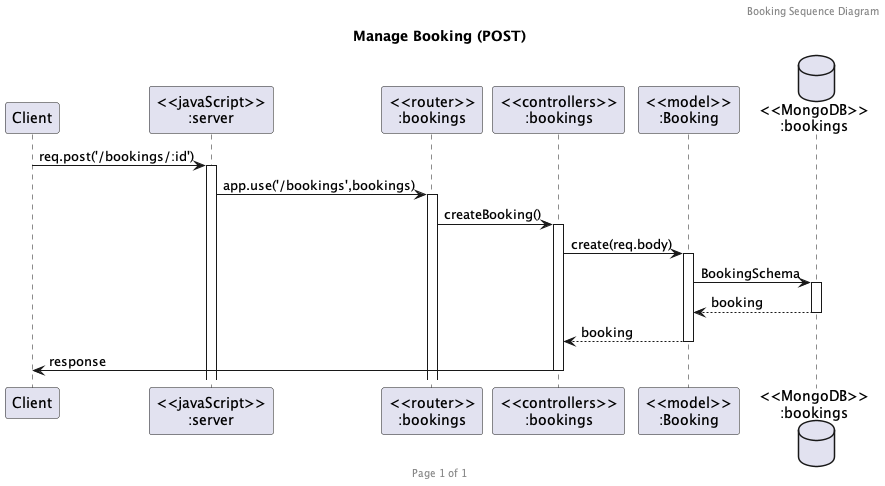 Booking Sequence Diagram
Manage Booking (POST)
Client
<<javaScript>>
:server
<<router>>
:bookings
<<controllers>>
:bookings
<<model>>
:Booking
<<MongoDB>>
:bookings
req.post('/bookings/:id')
app.use('/bookings',bookings)
createBooking()
create(req.body)
BookingSchema
booking
booking
response
Client
<<javaScript>>
:server
<<router>>
:bookings
<<controllers>>
:bookings
<<model>>
:Booking
<<MongoDB>>
:bookings
Page 1 of 1